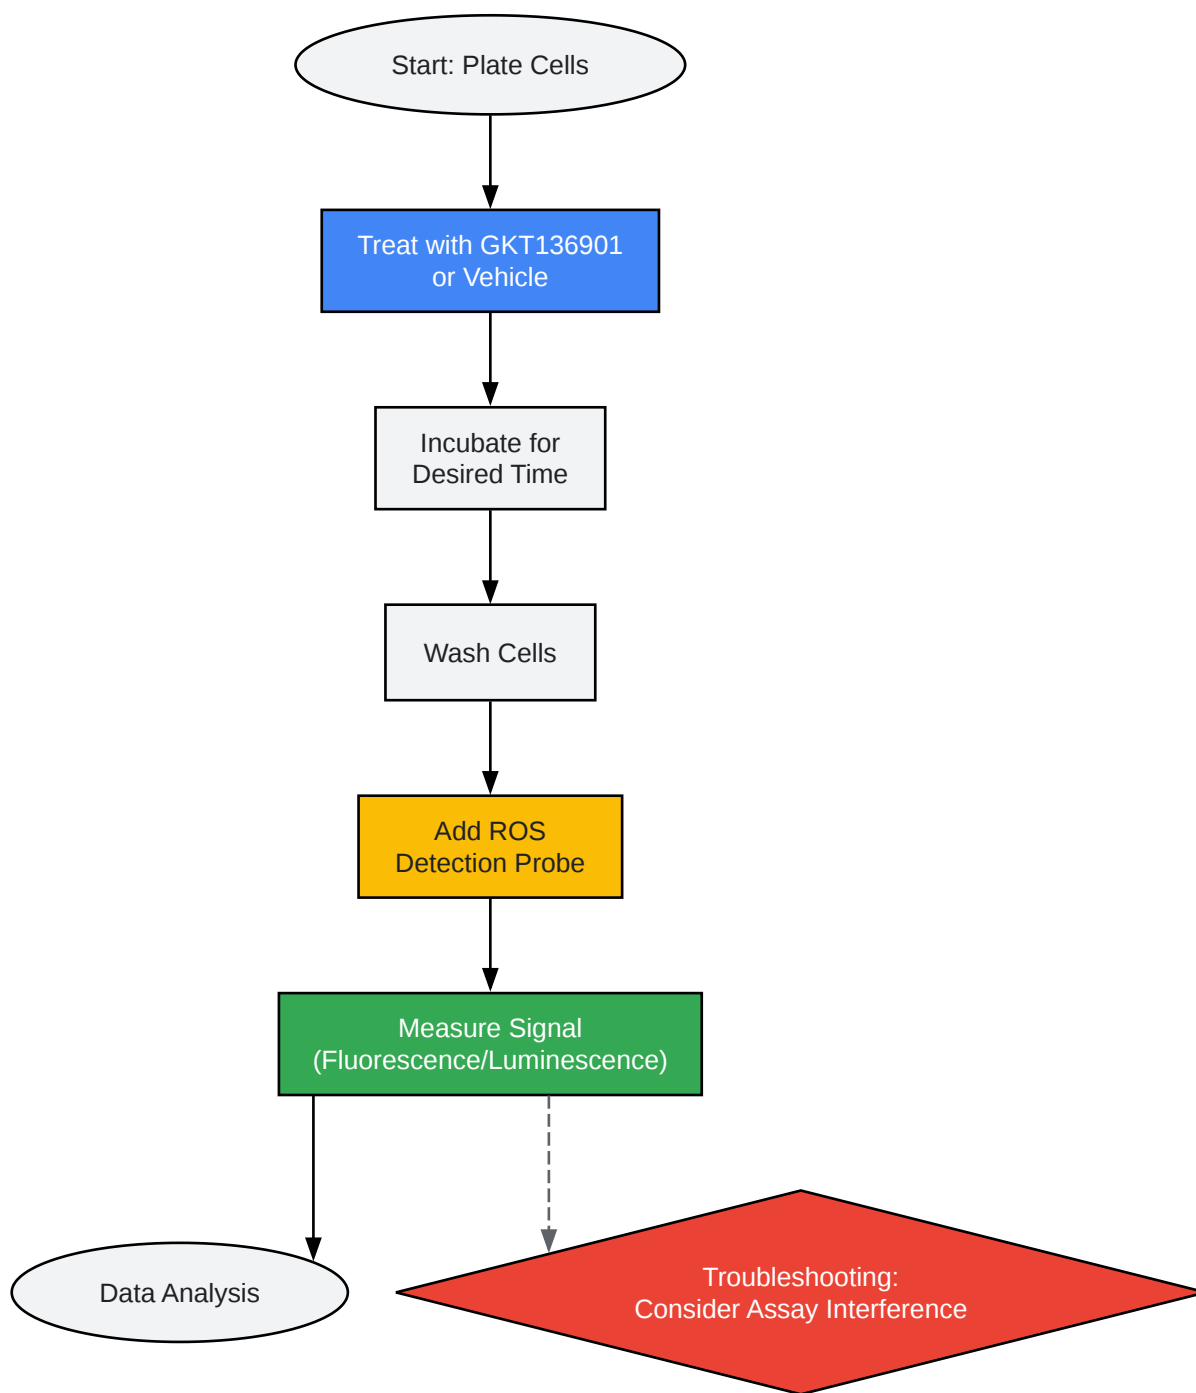 Start: Plate Cells
Treat with GKT136901
or Vehicle
Incubate for
Desired Time
Wash Cells
Add ROS
Detection Probe
Measure Signal
(Fluorescence/Luminescence)
Data Analysis
Troubleshooting:
Consider Assay Interference